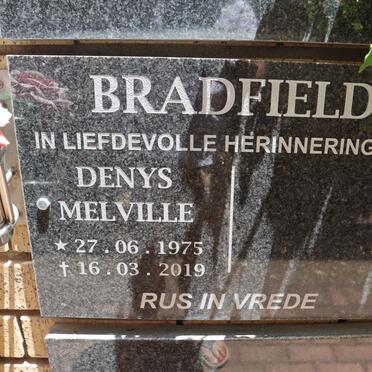 BRADFIELD
IN LIEFDEVOLLE HERINNERING
DENYS
MELVILLE
★ 27.06.1975
† 16.03.2019
RUS IN VREDE